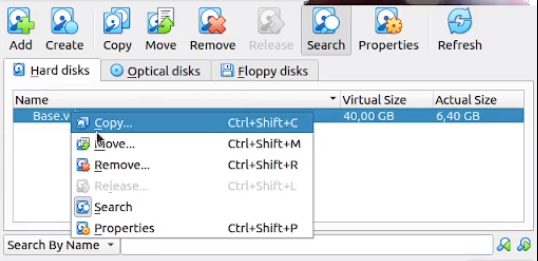 Add Create Copy Move Remove Release Search Properties Refresh
Hard disks Optical disks Floppy disks
Name Virtual Size Actual Size
40,00 GB 6,40 GB
Copy... Ctrl+Shift+C
Move... Ctrl+Shift+M
Remove... Ctrl+Shift+R
Release... Ctrl+Shift+L
Search
Properties Ctrl+Shift+P
Search By Name